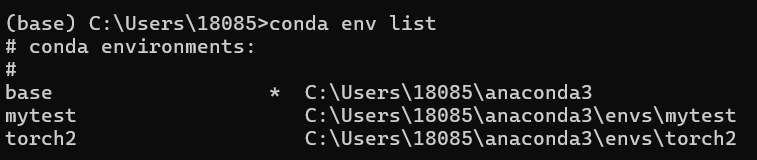 (base) C:\Users\18085>conda env list
# conda environments:
#
base                  *  C:\Users\18085\anaconda3
mytest                   C:\Users\18085\anaconda3\envs\mytest
torch2                   C:\Users\18085\anaconda3\envs\torch2